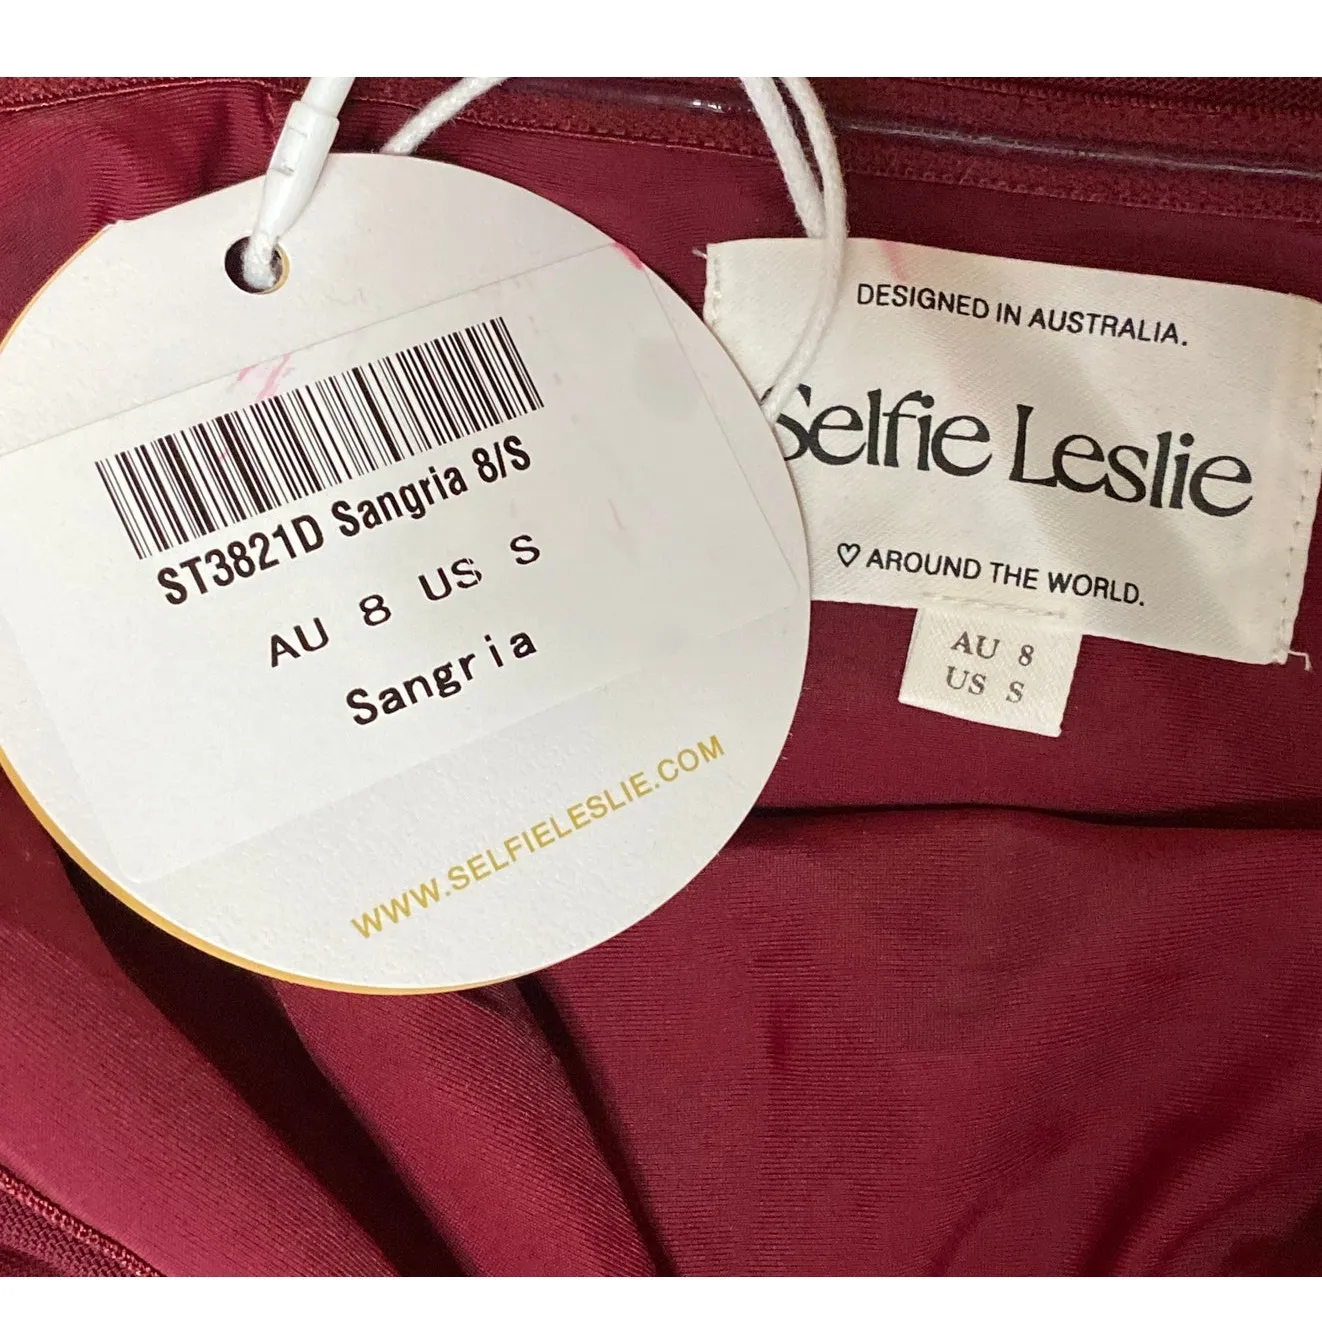 ST3821D Sangria 8/S
AU 8 US S
Sangria
WWW.SELFIELESLIE.COM
DESIGNED IN AUSTRALIA.
Selfie Leslie
♡ AROUND THE WORLD.
AU 8
US S